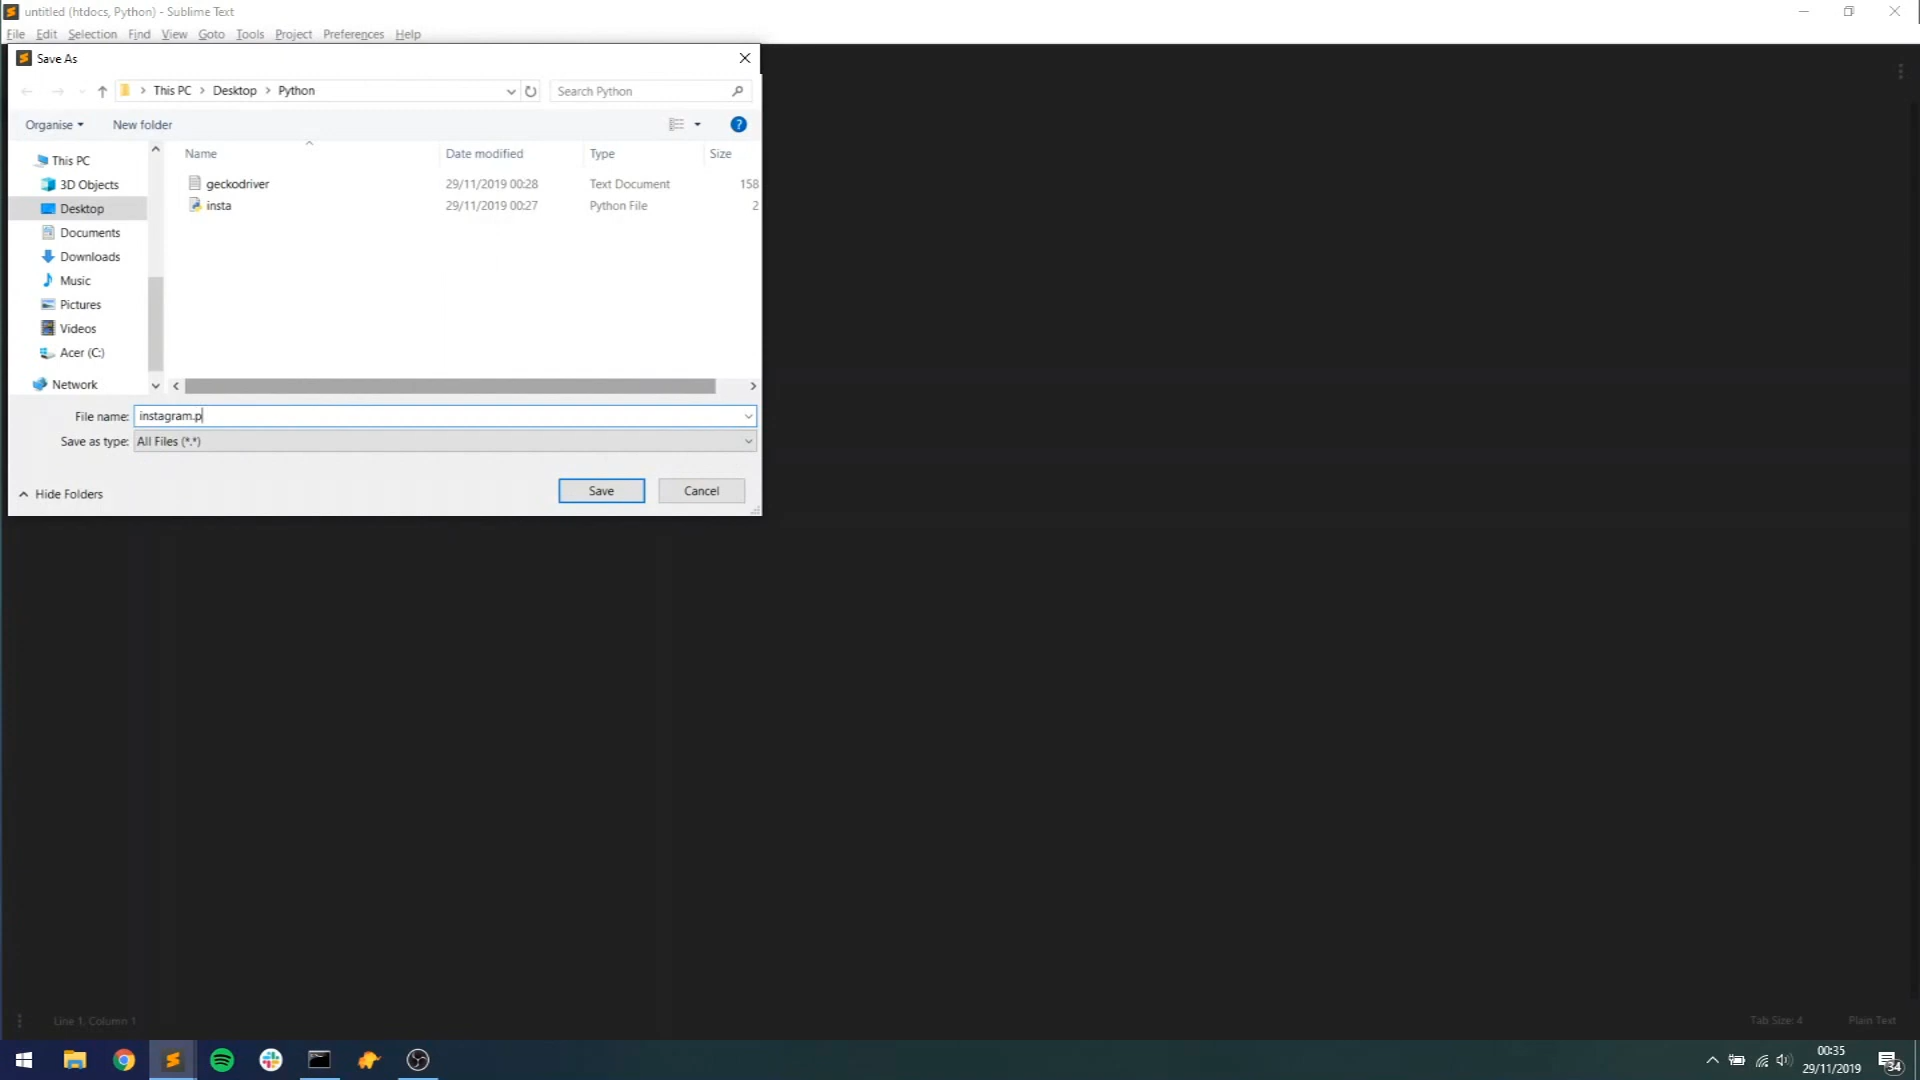 untitled (htdocs, Python) - Sublime Text
File Edit Selection Find View Goto Tools Project Preferences Help
Save As
This PC > Desktop > Python
Search Python
Organise New folder
?
Name Date modified Type Size
geckodriver 29/11/2019 00:28 Text Document 158
insta 29/11/2019 00:27 Python File 2
This PC
3D Objects
Desktop
Documents
Downloads
Music
Pictures
Videos
Acer (C:)
Network
File name: instagram.p
Save as type: All Files (*.*)
Hide Folders
Save Cancel
Line 1, Column 1
Tab Size: 4 Plain Text
00:35
29/11/2019
34